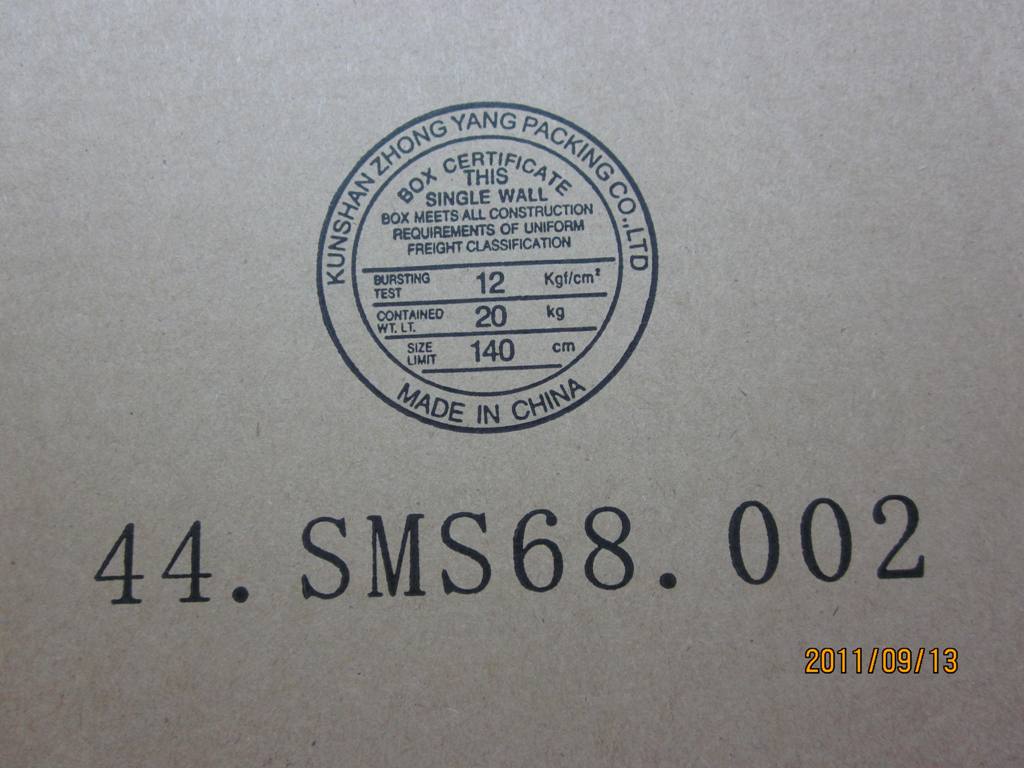 KUNSHAN ZHONG YANG PACKING CO.,LTD
BOX CERTIFICATE
THIS
SINGLE WALL
BOX MEETS ALL CONSTRUCTION
REQUIREMENTS OF UNIFORM
FREIGHT CLASSIFICATION
BURSTING TEST 12 Kgf/cm²
CONTAINED WT. LT. 20 kg
SIZE LIMIT 140 cm
MADE IN CHINA
44.SMS68.002
2011/09/13